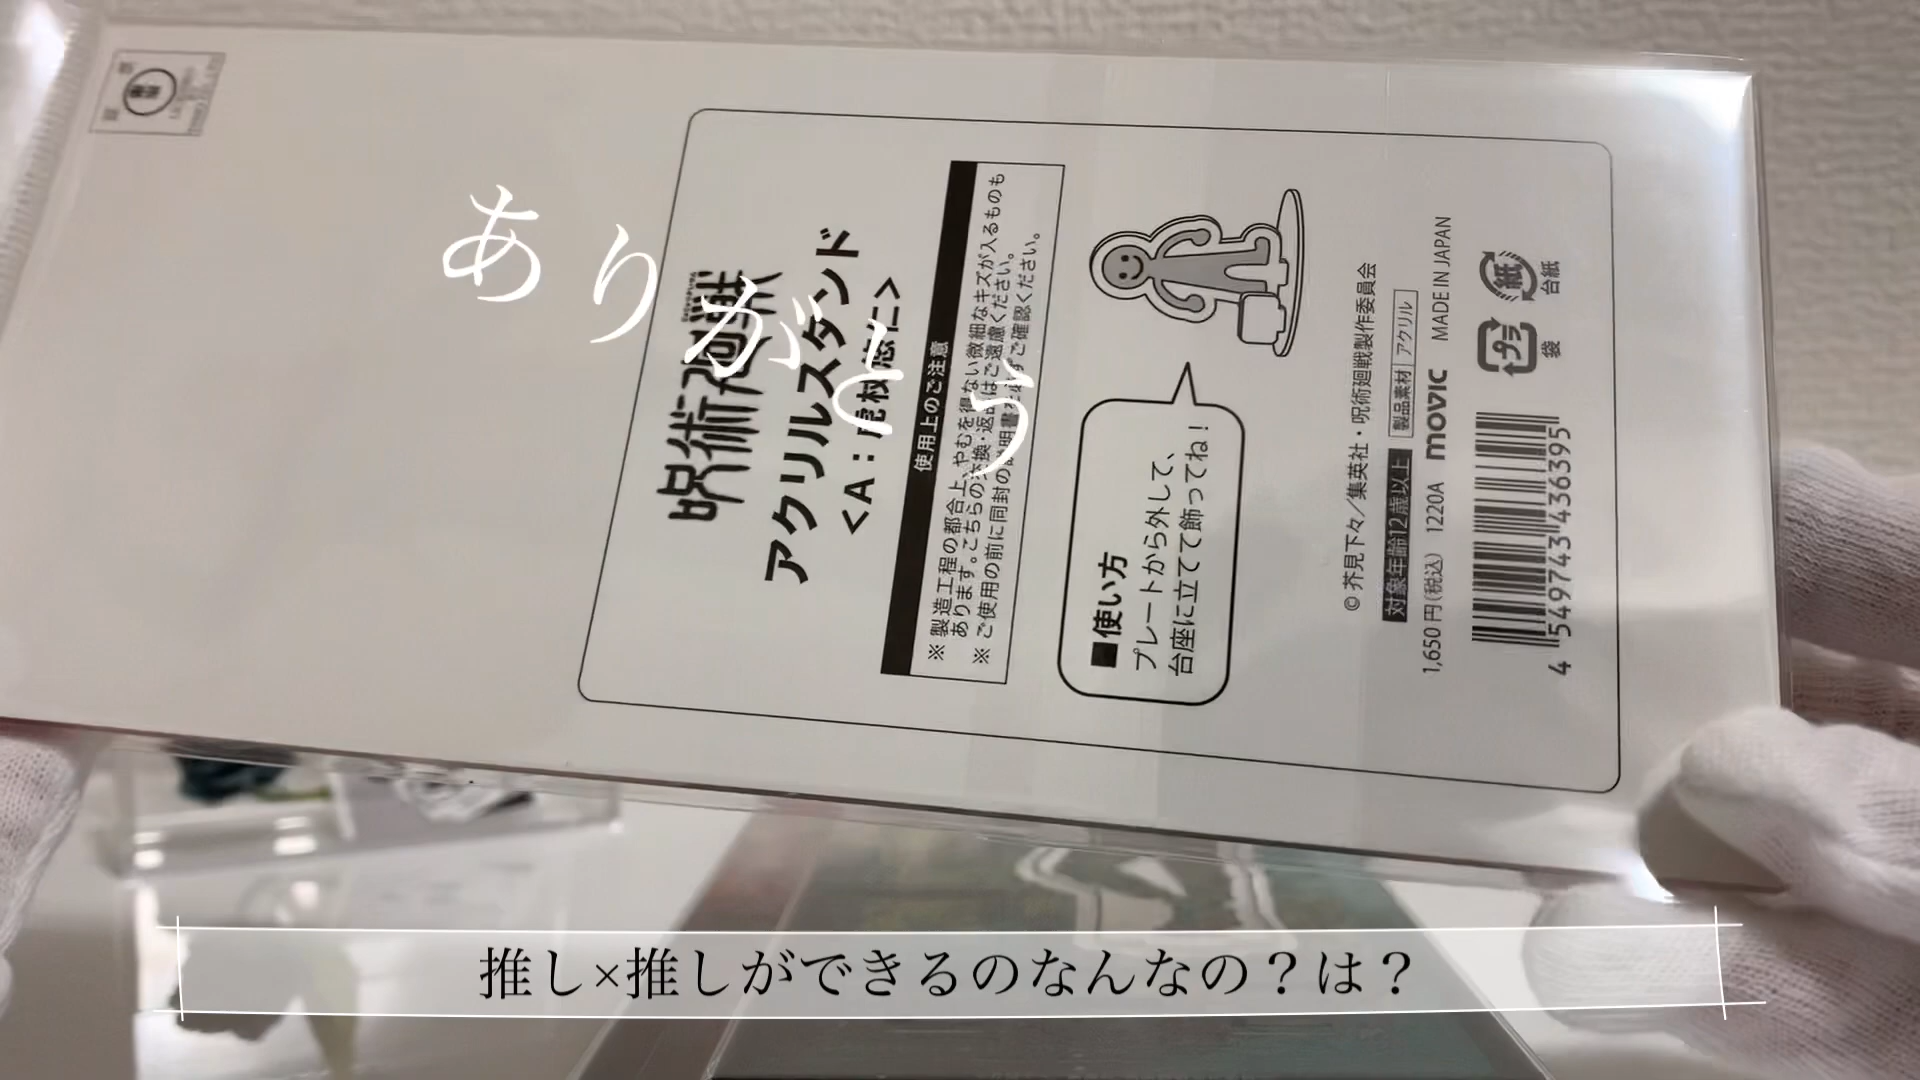 ありがとう
呪術廻戦
アクリルスタンド
<A：虎杖悠仁>
使用上のご注意
※製造工程の都合上、やむを得ない微細なキズが入るものも
あります。こちらの交換・返品はご遠慮ください。
※ご使用の前に同封の説明書を必ずご確認ください。
■使い方
プレートから外して、
台座に立てて飾ってね！
©芥見下々／集英社・呪術廻戦製作委員会
対象年齢12歳以上 製品素材 アクリル
1,650円(税込) 1220A movic MADE IN JAPAN
プラ 袋 紙 台紙
4 549743 436395
推し×推しができるのなんなの？は？